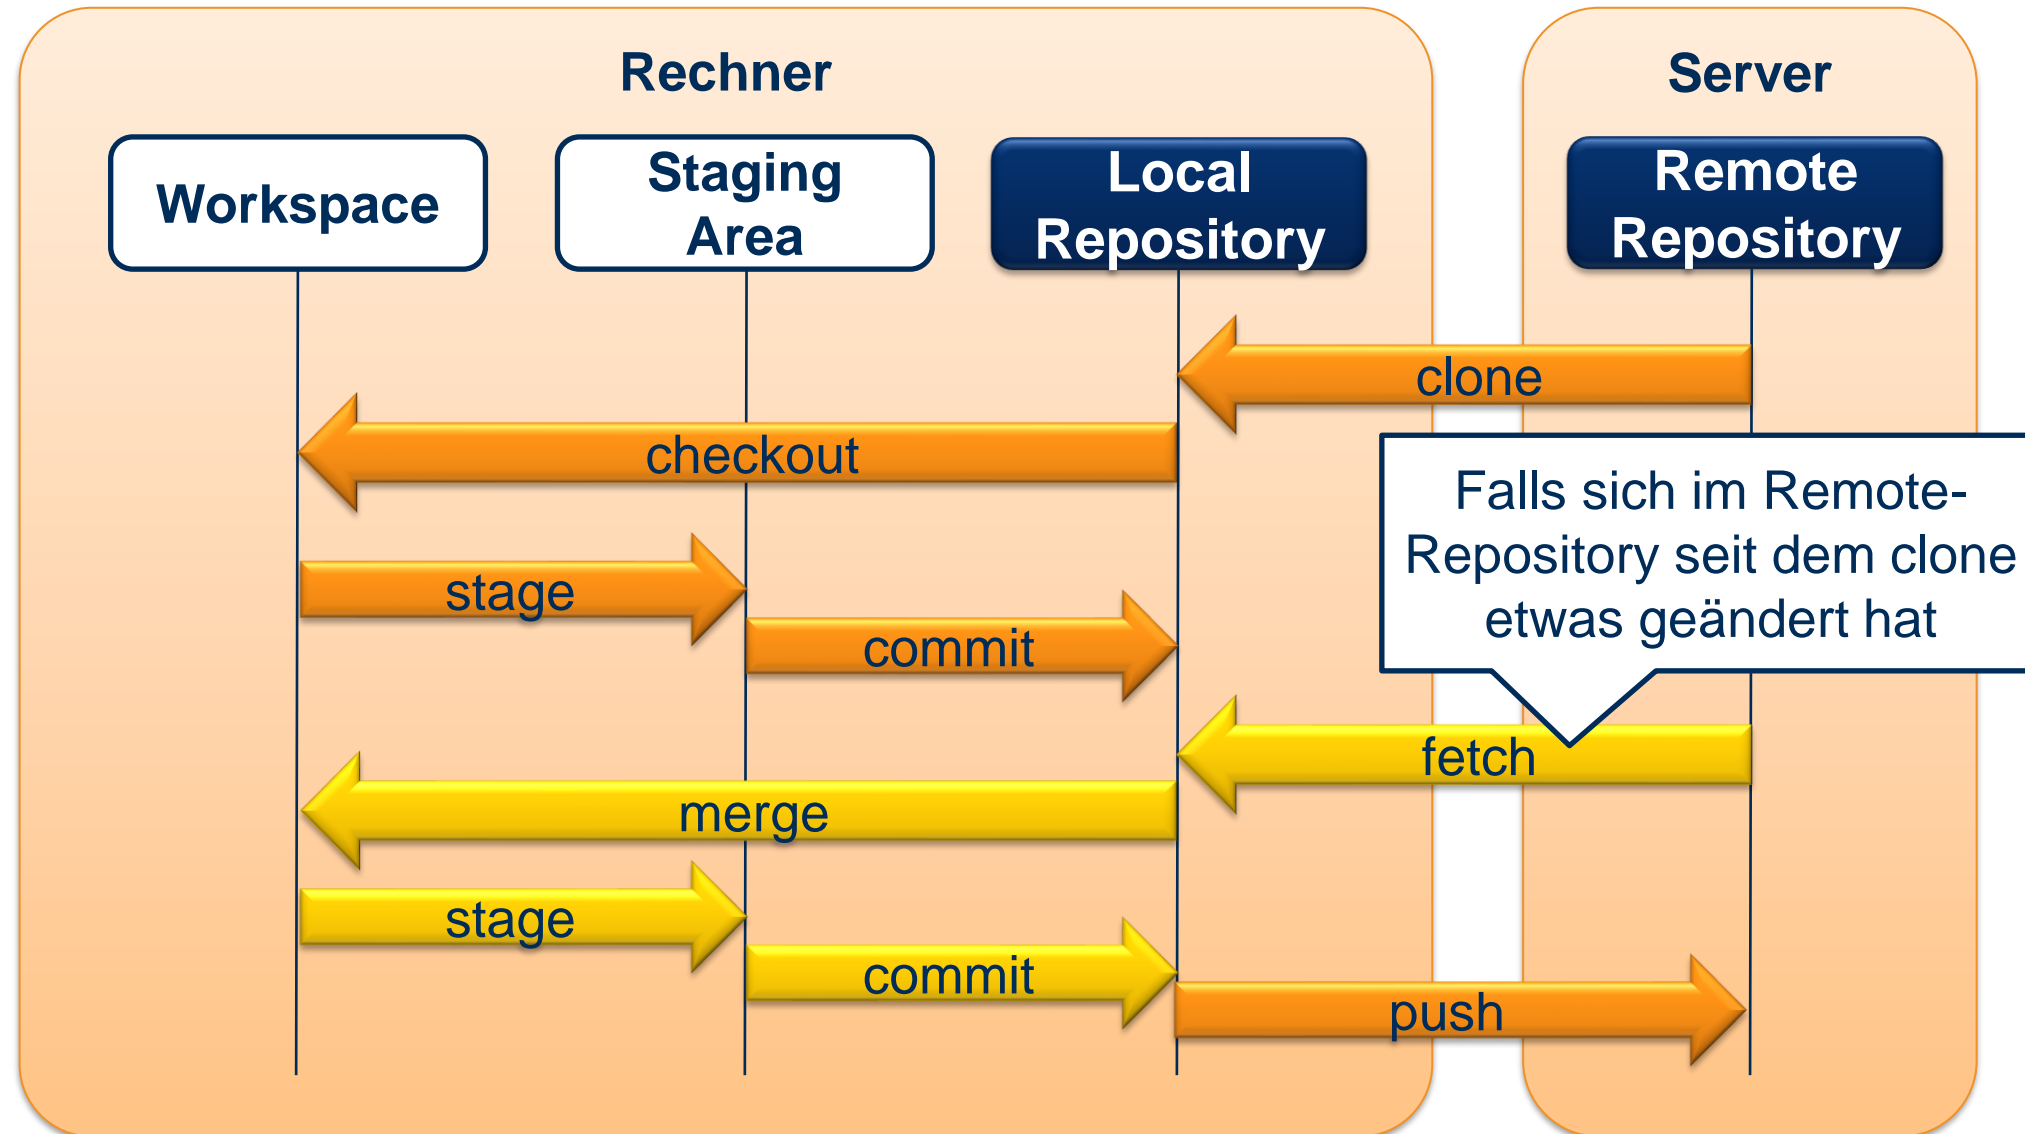 Rechner
Server
Workspace
Staging
Area
Local
Repository
Remote
Repository
clone
checkout
Falls sich im Remote-
Repository seit dem clone
etwas geändert hat
stage
commit
fetch
merge
stage
commit
push